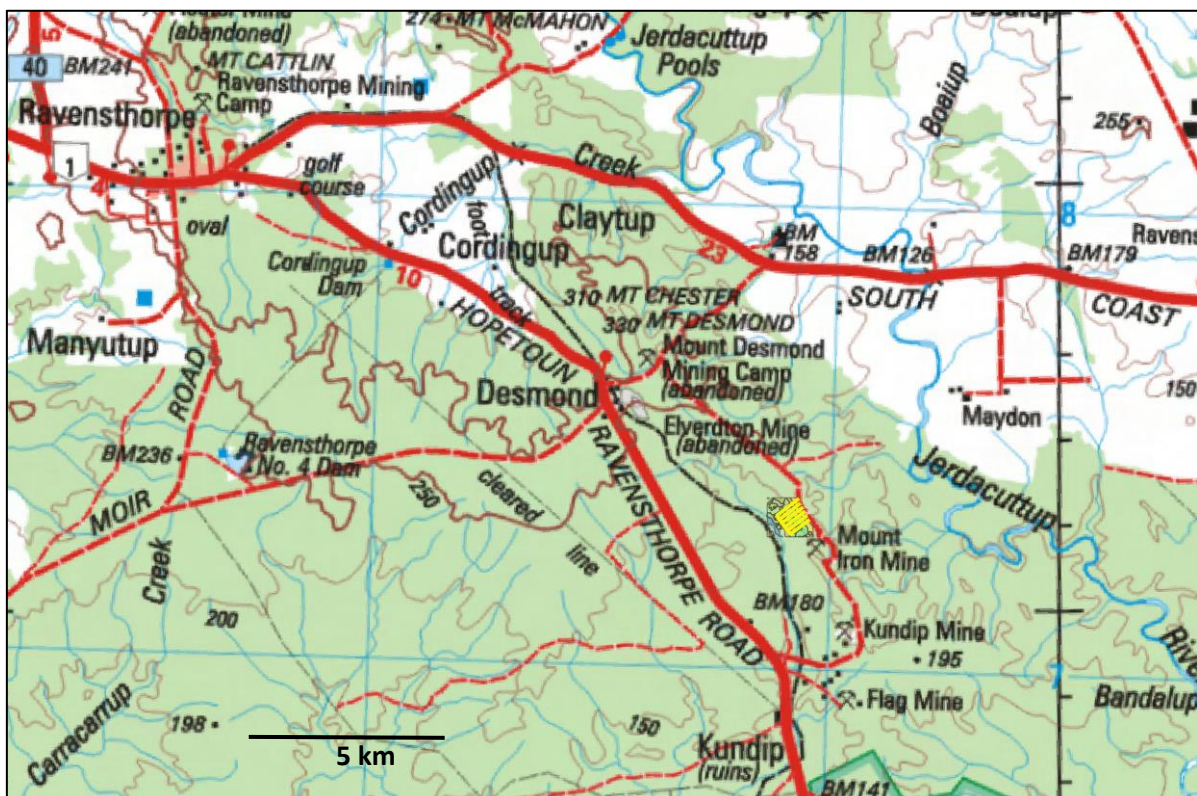 274 MT McMAHON
(abandoned)
5
40
BM241
MT CATTLIN
Ravensthorpe Mining
Camp
Jerdacuttup
Pools
Boaiup
255
Ravensthorpe
1
4
golf
course
oval
Cordingup
foot
track
Creek
Claytup
Cordingup
Cordingup
Dam
10
23
BM
158
BM126
8
Ravens
BM179
SOUTH
COAST
310 MT CHESTER
330 MT DESMOND
HOPETOUN
Manyutup
ROAD
Mount Desmond
Mining Camp
(abandoned)
Desmond
Elverdton Mine
(abandoned)
150
Maydon
BM236
Ravensthorpe
No. 4 Dam
RAVENSTHORPE ROAD
Jerdacuttup
MOIR
250
cleared
line
Mount
Iron Mine
Creek
200
BM180
Kundip Mine
195
7
River
Flag Mine
Bandalup
Carracarrup
198
150
5 km
Kundip
(ruins)
BM141